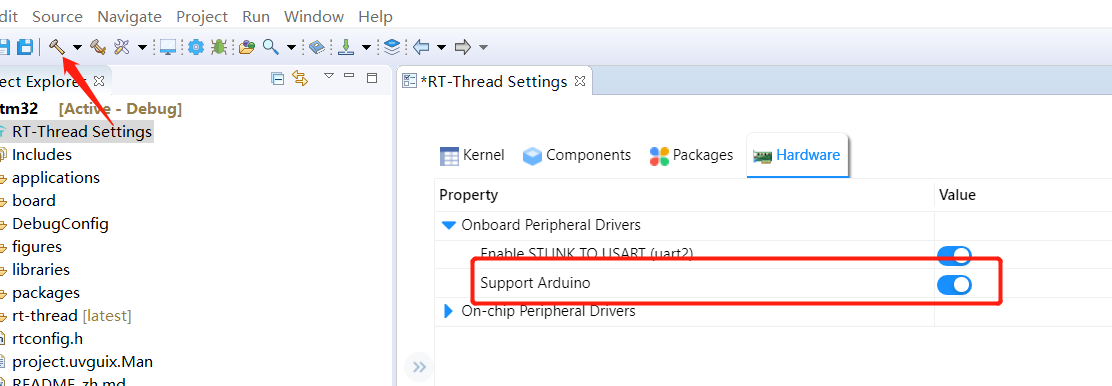 dit Source Navigate Project Run Window Help
ect Explorer
*RT-Thread Settings
tm32 [Active - Debug]
RT-Thread Settings
Includes
applications
board
DebugConfig
figures
libraries
packages
rt-thread [latest]
rtconfig.h
project.uvguix.Man
README_zh.md
Kernel Components Packages Hardware
Property Value
Onboard Peripheral Drivers
Enable STLINK TO USART (uart2)
Support Arduino
On-chip Peripheral Drivers